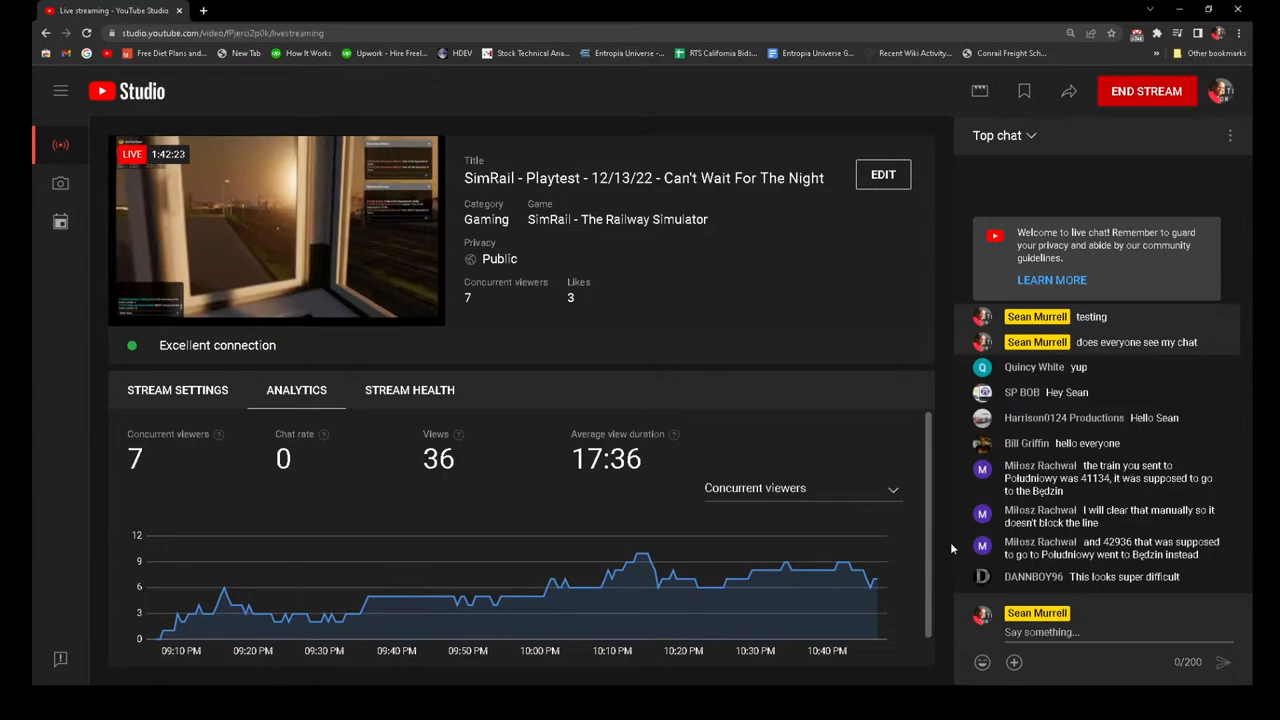 Live streaming - YouTube Studio
studio.youtube.com/video/fPjerci2p0k/livestreaming
Free Diet Plans and... New Tab How It Works Upwork - Hire Freel... HDEV Stock Technical Ana... Entropia Universe -... RTS California Bids... Entropia Universe G... Recent Wiki Activity... Conrail Freight Sch... » Other bookmarks
Studio
END STREAM
LIVE 1:42:23
Title
SimRail - Playtest - 12/13/22 - Can't Wait For The Night
EDIT
Category Game
Gaming SimRail - The Railway Simulator
Privacy
Public
Concurrent viewers Likes
7 3
Excellent connection
STREAM SETTINGS ANALYTICS STREAM HEALTH
Concurrent viewers Chat rate Views Average view duration
7 0 36 17:36
Concurrent viewers
12
9
6
3
0
09:10 PM 09:20 PM 09:30 PM 09:40 PM 09:50 PM 10:00 PM 10:10 PM 10:20 PM 10:30 PM 10:40 PM
Top chat
Welcome to live chat! Remember to guard
your privacy and abide by our community
guidelines.
LEARN MORE
Sean Murrell testing
Sean Murrell does everyone see my chat
Q Quincy White yup
SP BOB Hey Sean
Harrison0124 Productions Hello Sean
Bill Griffin hello everyone
M Miłosz Rachwał the train you sent to
Południowy was 41134, it was supposed to go
to the Będzin
M Miłosz Rachwał I will clear that manually so it
doesn't block the line
M Miłosz Rachwał and 42936 that was supposed
to go to Południowy went to Będzin instead
D DANNBOY96 This looks super difficult
Sean Murrell
Say something...
0/200